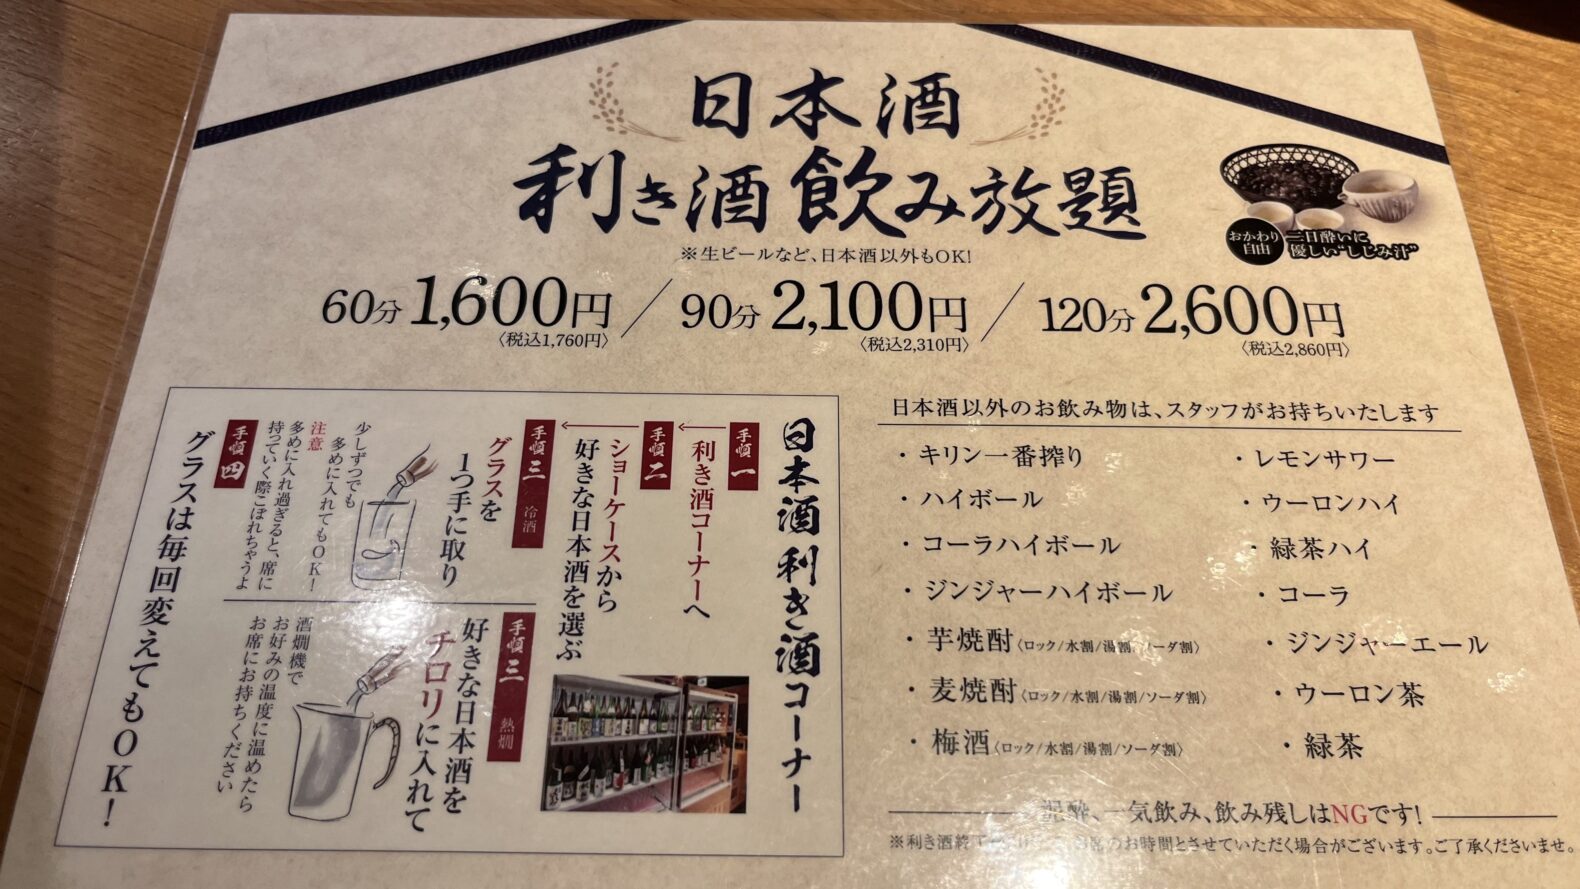 日本酒
利き酒 飲み放題
※生ビールなど、日本酒以外もOK!
おかわり
自由
二日酔いに
優しい“しじみ汁”
60分1,600円／90分2,100円／120分2,600円
〈税込1,760円〉 〈税込2,310円〉 〈税込2,860円〉
日本酒利き酒コーナー
手順一
利き酒コーナーへ
手順二
ショーケースから
好きな日本酒を選ぶ
手順三 冷酒
グラスを
1つ手に取り
少しずつでも
多めに入れてもOK!
注意
多めに入れ過ぎると、席に
持っていく際こぼれちゃうよ
手順三 熱燗
好きな日本酒を
チロリに入れて
酒燗機で
お好みの温度に温めたら
お席にお持ちください
手順四
グラスは毎回変えてもOK!
日本酒以外のお飲み物は、スタッフがお持ちいたします
・キリン一番搾り
・ハイボール
・コーラハイボール
・ジンジャーハイボール
・芋焼酎〈ロック/水割/湯割/ソーダ割〉
・麦焼酎〈ロック/水割/湯割/ソーダ割〉
・梅酒〈ロック/水割/湯割/ソーダ割〉
・レモンサワー
・ウーロンハイ
・緑茶ハイ
・コーラ
・ジンジャーエール
・ウーロン茶
・緑茶
泥酔、一気飲み、飲み残しはNGです!
※利き酒終 のお時間とさせていただく場合がございます。ご了承くださいませ。